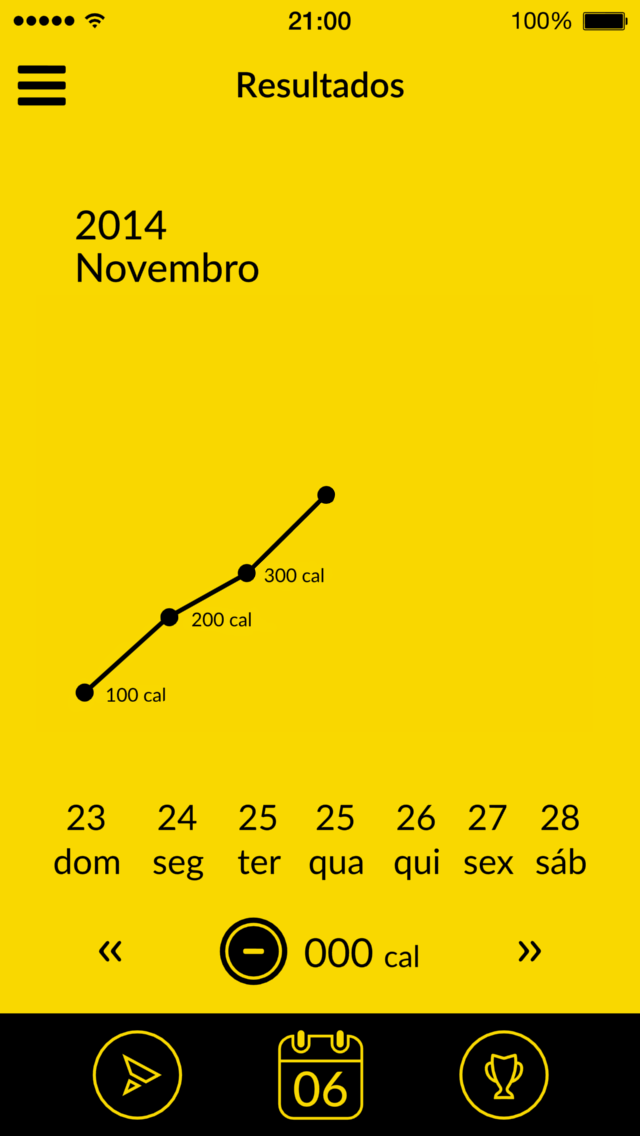 21:00 100%
Resultados
2014
Novembro
300 cal
200 cal
100 cal
23 24 25 25 26 27 28
dom seg ter qua qui sex sáb
« 000 cal »
06